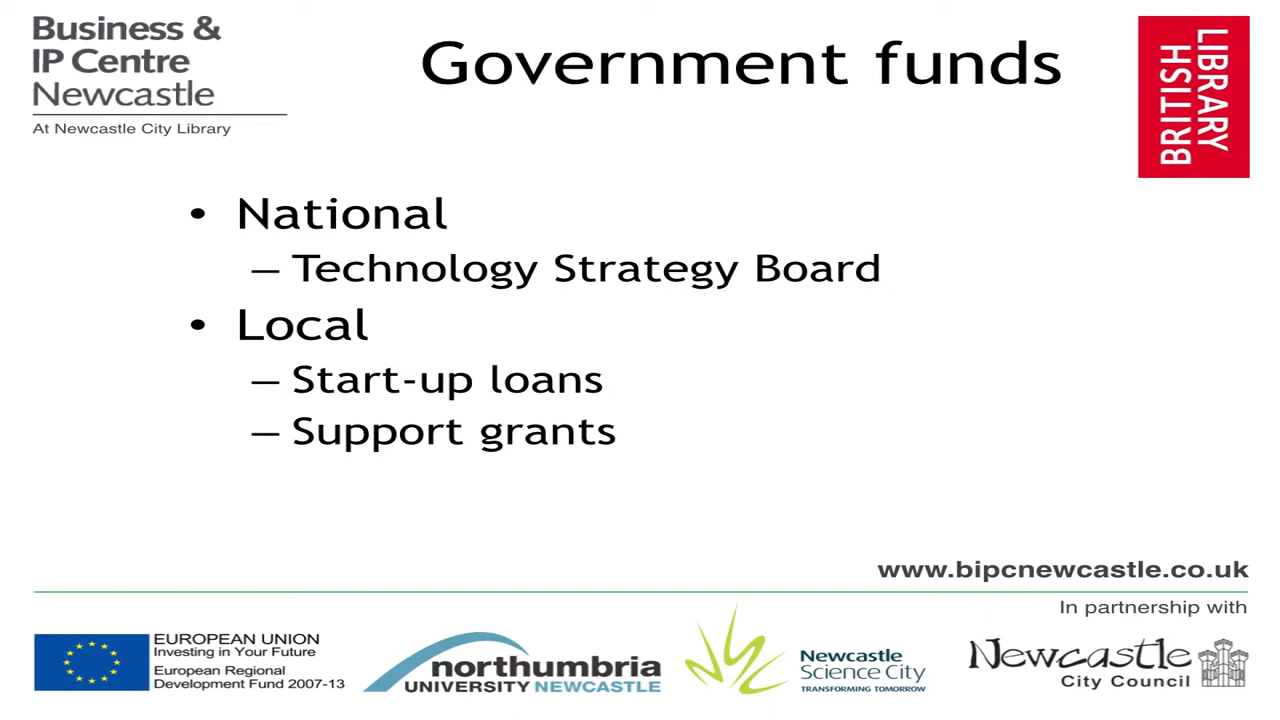 Business &
IP Centre
Newcastle
At Newcastle City Library
Government funds
BRITISH
LIBRARY
• National
– Technology Strategy Board
• Local
– Start-up loans
– Support grants
www.bipcnewcastle.co.uk
In partnership with
EUROPEAN UNION
Investing in Your Future
European Regional
Development Fund 2007-13
northumbria
UNIVERSITY NEWCASTLE
Newcastle
Science City
TRANSFORMING TOMORROW
Newcastle
City Council